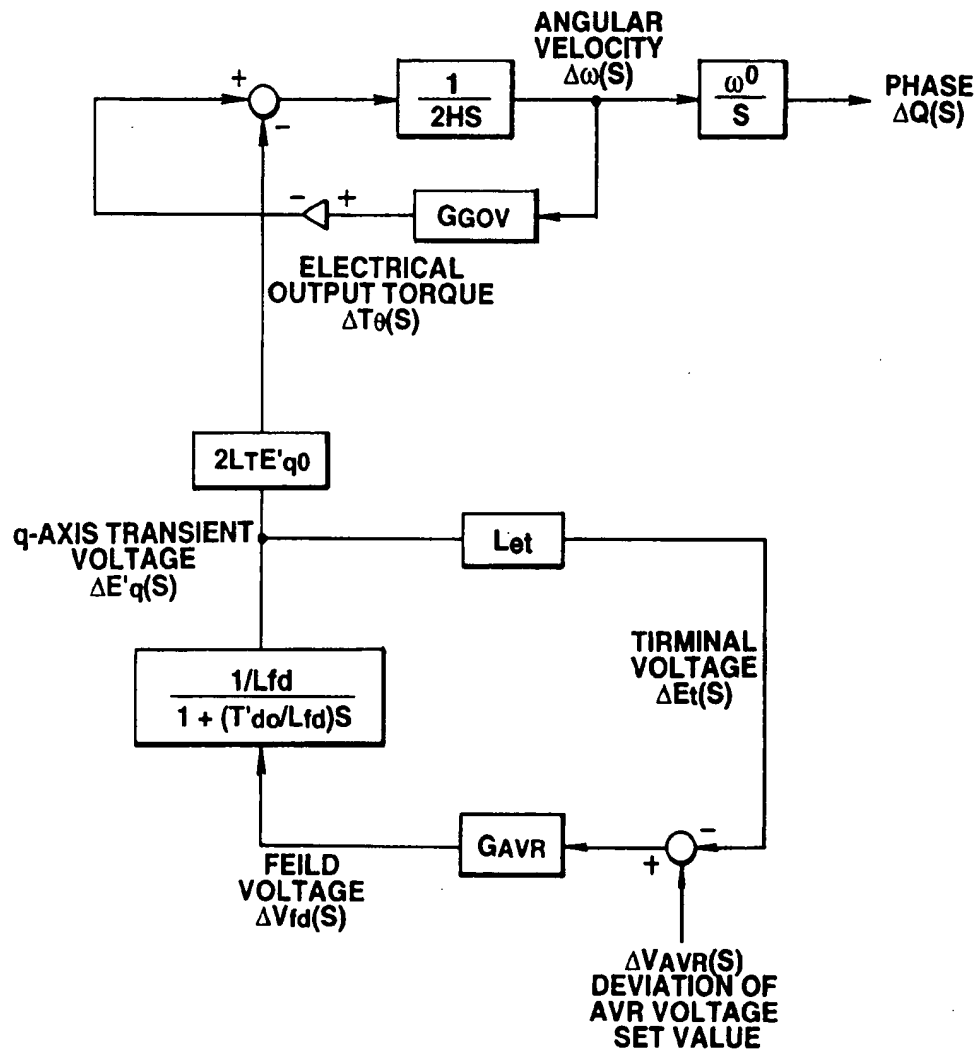 ANGULAR
VELOCITY
Δω(S)
+
-
1
2HS
ω0
S
PHASE
ΔQ(S)
-
+
GGOV
ELECTRICAL
OUTPUT TORQUE
ΔTθ(S)
2LTE'q0
q-AXIS TRANSIENT
VOLTAGE
ΔE'q(S)
Let
TIRMINAL
VOLTAGE
ΔEt(S)
1/Lfd
1 + (T'do/Lfd)S
GAVR
-
+
FEILD
VOLTAGE
ΔVfd(S)
ΔVAVR(S)
DEVIATION OF
AVR VOLTAGE
SET VALUE